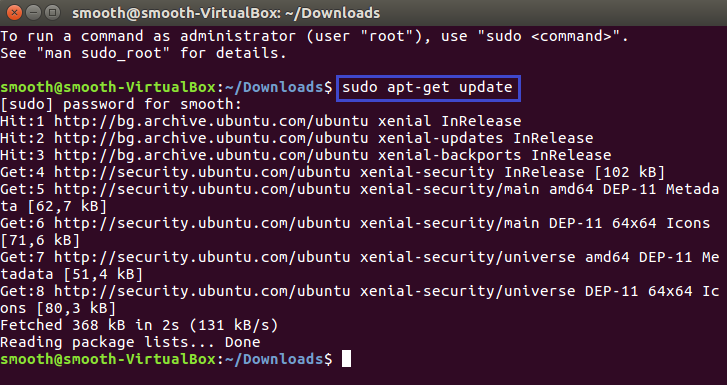 smooth@smooth-VirtualBox: ~/Downloads
To run a command as administrator (user "root"), use "sudo <command>".
See "man sudo_root" for details.
smooth@smooth-VirtualBox:~/Downloads$ sudo apt-get update
[sudo] password for smooth:
Hit:1 http://bg.archive.ubuntu.com/ubuntu xenial InRelease
Hit:2 http://bg.archive.ubuntu.com/ubuntu xenial-updates InRelease
Hit:3 http://bg.archive.ubuntu.com/ubuntu xenial-backports InRelease
Get:4 http://security.ubuntu.com/ubuntu xenial-security InRelease [102 kB]
Get:5 http://security.ubuntu.com/ubuntu xenial-security/main amd64 DEP-11 Metada
ta [62,7 kB]
Get:6 http://security.ubuntu.com/ubuntu xenial-security/main DEP-11 64x64 Icons
[71,6 kB]
Get:7 http://security.ubuntu.com/ubuntu xenial-security/universe amd64 DEP-11 Me
tadata [51,4 kB]
Get:8 http://security.ubuntu.com/ubuntu xenial-security/universe DEP-11 64x64 Ic
ons [80,3 kB]
Fetched 368 kB in 2s (131 kB/s)
Reading package lists... Done
smooth@smooth-VirtualBox:~/Downloads$